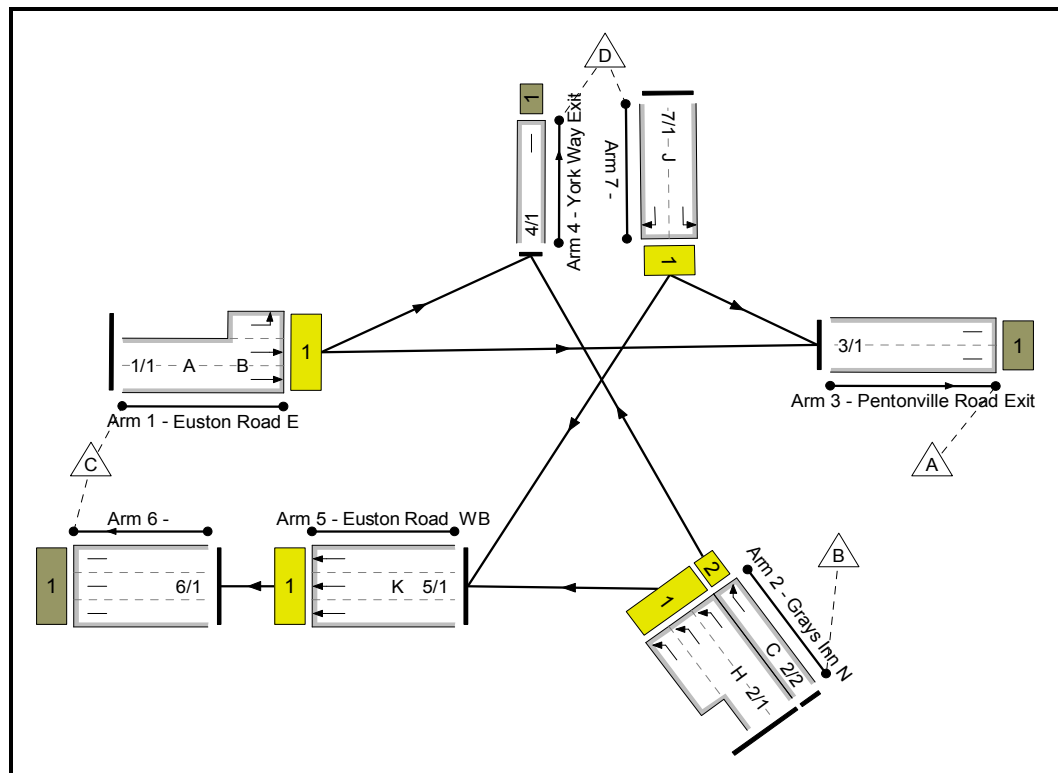 D
1
Arm 4 - York Way Exit
4/1
Arm 7 -
7/1 J
1
1/1 A B
1
Arm 1 - Euston Road E
3/1
1
Arm 3 - Pentonville Road Exit
C
A
Arm 6 -
1
6/1
Arm 5 - Euston Road WB
1
K 5/1
B
Arm 2 - Grays Inn N
2
1
C 2/2
H 2/1